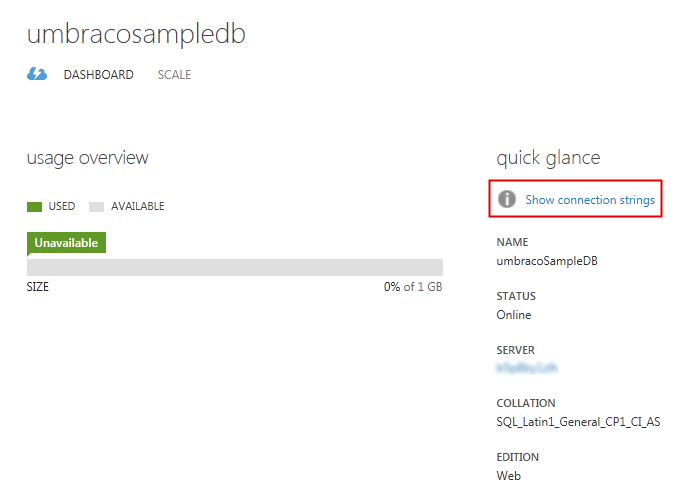 umbracosampledb
DASHBOARD SCALE
usage overview
USED AVAILABLE
Unavailable
SIZE 0% of 1 GB
quick glance
Show connection strings
NAME
umbracoSampleDB
STATUS
Online
SERVER
COLLATION
SQL_Latin1_General_CP1_CI_AS
EDITION
Web